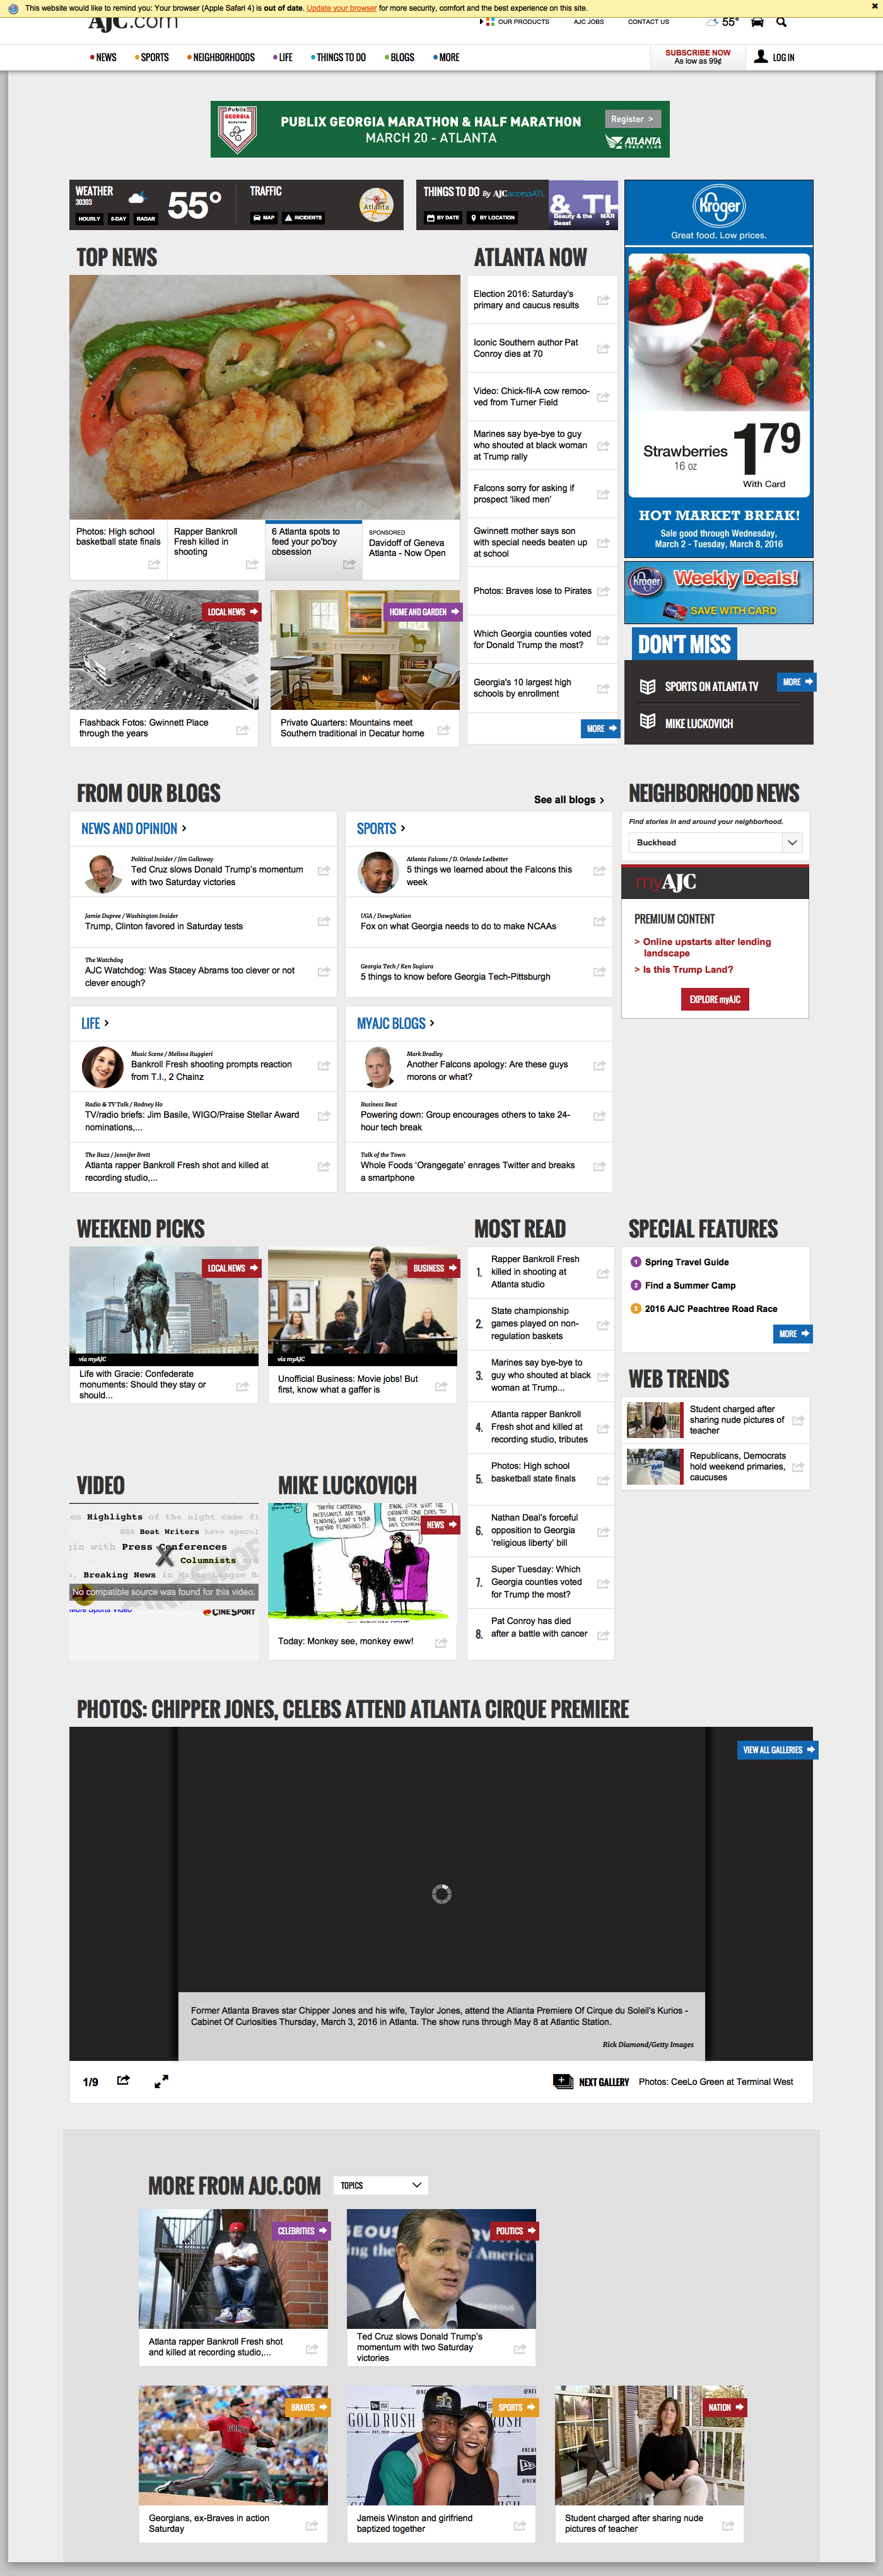 This website would like to remind you: Your browser (Apple Safari 4) is out of date. Update your browser for more security, comfort and the best experience on this site.
AJC.com
OUR PRODUCTS
AJC JOBS
CONTACT US
55°
NEWS
SPORTS
NEIGHBORHOODS
LIFE
THINGS TO DO
BLOGS
MORE
SUBSCRIBE NOW
As low as 99¢
LOG IN
Publix
GEORGIA
MARATHON
PUBLIX GEORGIA MARATHON & HALF MARATHON
MARCH 20 - ATLANTA
Register >
ATLANTA
TRACK CLUB
WEATHER
30303
HOURLY
5-DAY
RADAR
55°
TRAFFIC
MAP
INCIDENTS
Atlanta
THINGS TO DO By AJCaccessATL
BY DATE
BY LOCATION
& TH
Beauty & the
Beast
MAR
5
Kroger
Great food. Low prices.
Strawberries
16 oz
1 79
With Card
HOT MARKET BREAK!
Sale good through Wednesday,
March 2 - Tuesday, March 8, 2016
Kroger
Weekly Deals!
SAVE WITH CARD
TOP NEWS
Photos: High school
basketball state finals
Rapper Bankroll
Fresh killed in
shooting
6 Atlanta spots to
feed your po'boy
obsession
SPONSORED
Davidoff of Geneva
Atlanta - Now Open
LOCAL NEWS
Flashback Fotos: Gwinnett Place
through the years
HOME AND GARDEN
Private Quarters: Mountains meet
Southern traditional in Decatur home
ATLANTA NOW
Election 2016: Saturday's
primary and caucus results
Iconic Southern author Pat
Conroy dies at 70
Video: Chick-fil-A cow remoo-
ved from Turner Field
Marines say bye-bye to guy
who shouted at black woman
at Trump rally
Falcons sorry for asking if
prospect 'liked men'
Gwinnett mother says son
with special needs beaten up
at school
Photos: Braves lose to Pirates
Which Georgia counties voted
for Donald Trump the most?
Georgia's 10 largest high
schools by enrollment
MORE
DON'T MISS
MORE
SPORTS ON ATLANTA TV
MIKE LUCKOVICH
FROM OUR BLOGS
See all blogs
NEWS AND OPINION
Political Insider / Jim Galloway
Ted Cruz slows Donald Trump's momentum
with two Saturday victories
Jamie Dupree / Washington Insider
Trump, Clinton favored in Saturday tests
The Watchdog
AJC Watchdog: Was Stacey Abrams too clever or not
clever enough?
SPORTS
Atlanta Falcons / D. Orlando Ledbetter
5 things we learned about the Falcons this
week
UGA / DawgNation
Fox on what Georgia needs to do to make NCAAs
Georgia Tech / Ken Sugiura
5 things to know before Georgia Tech-Pittsburgh
LIFE
Music Scene / Melissa Ruggieri
Bankroll Fresh shooting prompts reaction
from T.I., 2 Chainz
Radio & TV Talk / Rodney Ho
TV/radio briefs: Jim Basile, WIGO/Praise Stellar Award
nominations,...
The Buzz / Jennifer Brett
Atlanta rapper Bankroll Fresh shot and killed at
recording studio,...
MYAJC BLOGS
Mark Bradley
Another Falcons apology: Are these guys
morons or what?
Business Beat
Powering down: Group encourages others to take 24-
hour tech break
Talk of the Town
Whole Foods 'Orangegate' enrages Twitter and breaks
a smartphone
NEIGHBORHOOD NEWS
Find stories in and around your neighborhood.
Buckhead
myAJC
PREMIUM CONTENT
> Online upstarts alter lending
landscape
> Is this Trump Land?
EXPLORE myAJC
WEEKEND PICKS
LOCAL NEWS
via myAJC
Life with Gracie: Confederate
monuments: Should they stay or
should...
BUSINESS
via myAJC
Unofficial Business: Movie jobs! But
first, know what a gaffer is
MOST READ
1. Rapper Bankroll Fresh
killed in shooting at
Atlanta studio
2. State championship
games played on non-
regulation baskets
3. Marines say bye-bye to
guy who shouted at black
woman at Trump...
4. Atlanta rapper Bankroll
Fresh shot and killed at
recording studio, tributes
5. Photos: High school
basketball state finals
6. Nathan Deal's forceful
opposition to Georgia
'religious liberty' bill
7. Super Tuesday: Which
Georgia counties voted
for Trump the most?
8. Pat Conroy has died
after a battle with cancer
SPECIAL FEATURES
1 Spring Travel Guide
2 Find a Summer Camp
3 2016 AJC Peachtree Road Race
MORE
WEB TRENDS
Student charged after
sharing nude pictures of
teacher
Republicans, Democrats
hold weekend primaries,
caucuses
VIDEO
en Highlights of the night came
NBA Beat Writers have
gin with Press Conferences
Columnists
Breaking News in Major League
No compatible source was found for this video.
More Sports Video
CINESPORT
MIKE LUCKOVICH
NEWS
Today: Monkey see, monkey eww!
PHOTOS: CHIPPER JONES, CELEBS ATTEND ATLANTA CIRQUE PREMIERE
VIEW ALL GALLERIES
Former Atlanta Braves star Chipper Jones and his wife, Taylor Jones, attend the Atlanta Premiere Of Cirque du Soleil's Kurios -
Cabinet Of Curiosities Thursday, March 3, 2016 in Atlanta. The show runs through May 8 at Atlantic Station.
Rick Diamond/Getty Images
1/9
NEXT GALLERY
Photos: CeeLo Green at Terminal West
MORE FROM AJC.COM
TOPICS
CELEBRITIES
Atlanta rapper Bankroll Fresh shot
and killed at recording studio,...
POLITICS
ing the
America
Ted Cruz slows Donald Trump's
momentum with two Saturday
victories
BRAVES
Georgians, ex-Braves in action
Saturday
SPORTS
GOLD RUSH
Jameis Winston and girlfriend
baptized together
NATION
Student charged after sharing nude
pictures of teacher